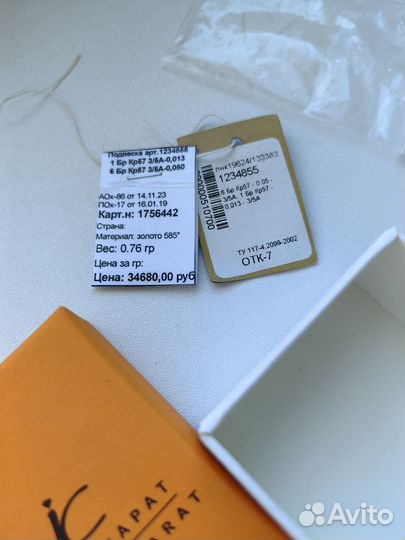 Подвеска арт.1234855
1 Бр Кр57 3/5А-0,013
6 Бр Кр57 3/5А-0,050
АОх-86 от 14.11.23
ПОх-17 от 16.01.19
Карт.н: 1756442
Страна:
Материал: золото 585°
Вес: 0.76 гр
Цена за гр:
Цена: 34680,00 руб
1234855
6 Бр Кр57 - 0.05 -
3/5А, 1 Бр Кр57 -
0.013 - 3/5А
ТУ 117-4.2099-2002
ОТК-7
КАРАТ
KARAT
Avito